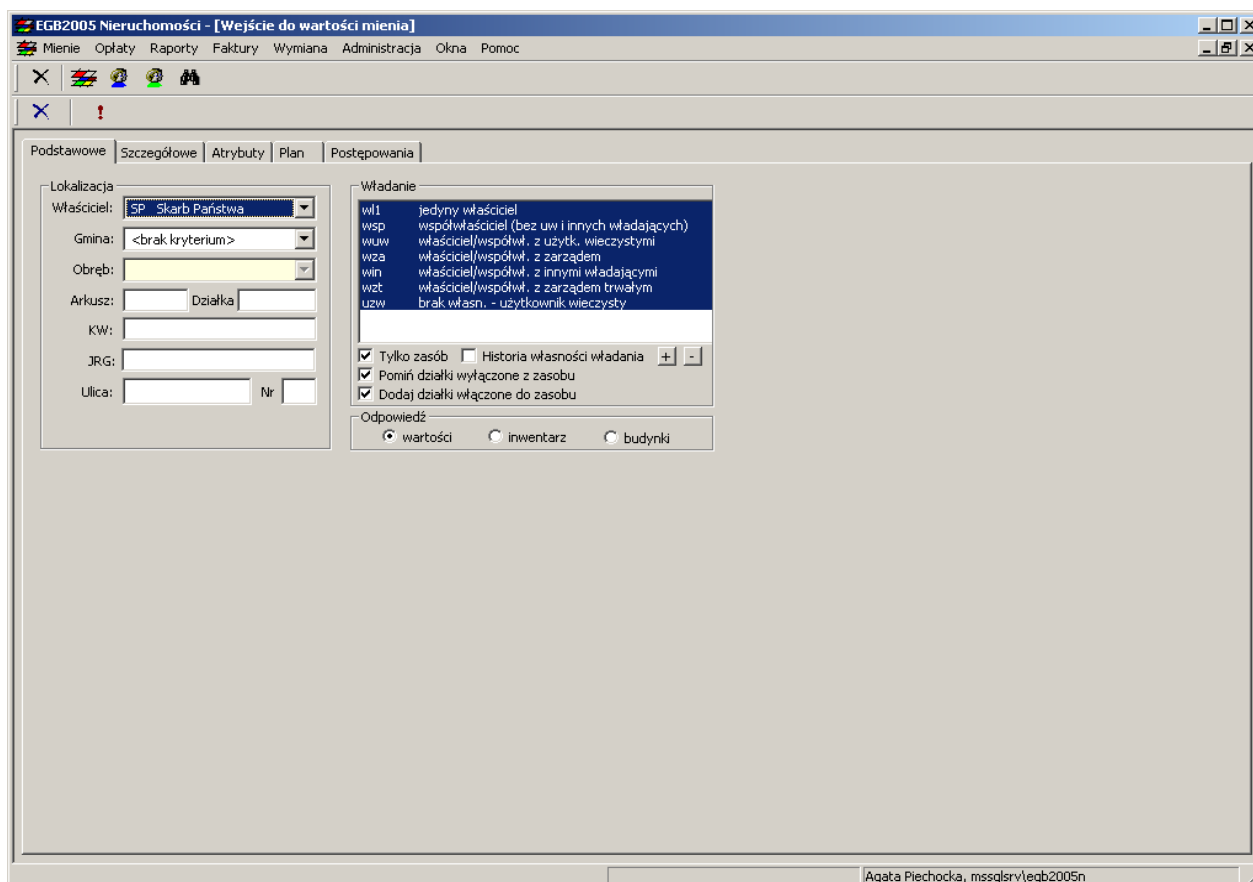 EGB2005 Nieruchomości - [Wejście do wartości mienia]
Mienie Opłaty Raporty Faktury Wymiana Administracja Okna Pomoc
Podstawowe Szczegółowe Atrybuty Plan Postępowania
Lokalizacja
Właściciel: SP Skarb Państwa
Gmina: <brak kryterium>
Obręb:
Arkusz: Działka
KW:
JRG:
Ulica: Nr
Władanie
wl1 jedyny właściciel
wsp współwłaściciel (bez uw i innych władających)
wuw właściciel/współwł. z użytk. wieczystymi
wza właściciel/współwł. z zarządem
win właściciel/współwł. z innymi władającymi
wzt właściciel/współwł. z zarządem trwałym
uzw brak własn. - użytkownik wieczysty
Tylko zasób Historia własności władania + -
Pomiń działki wyłączone z zasobu
Dodaj działki włączone do zasobu
Odpowiedź
wartości inwentarz budynki
Agata Piechocka, mssqlsrv\egb2005n